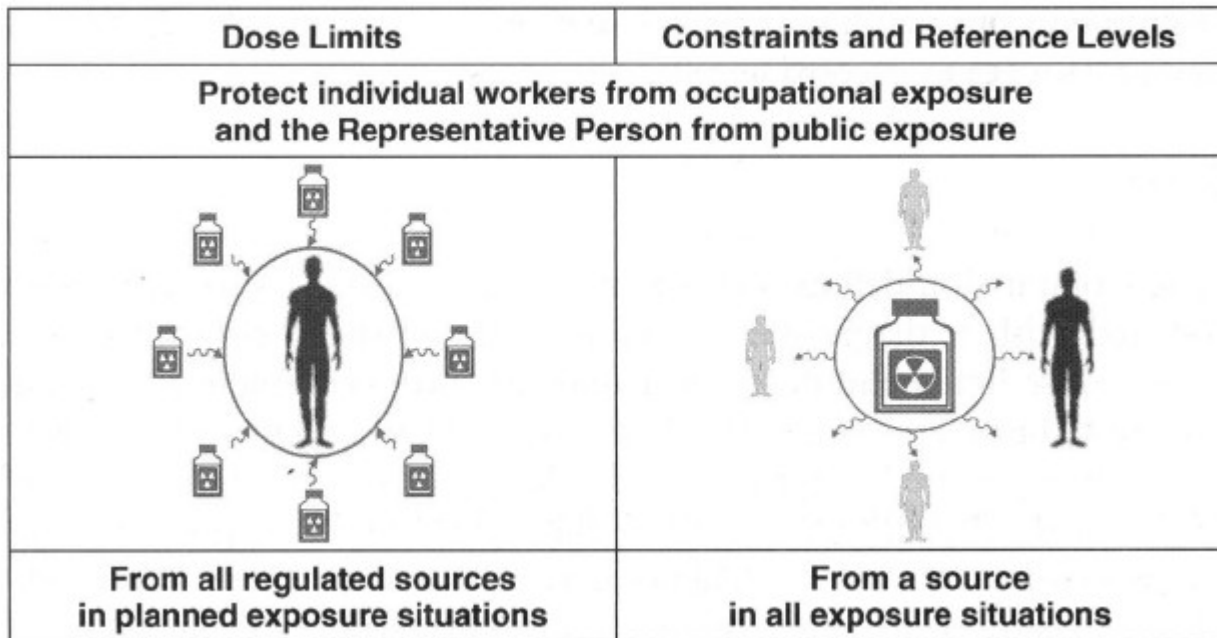 Dose Limits
Constraints and Reference Levels
Protect individual workers from occupational exposure
and the Representative Person from public exposure
From all regulated sources
in planned exposure situations
From a source
in all exposure situations